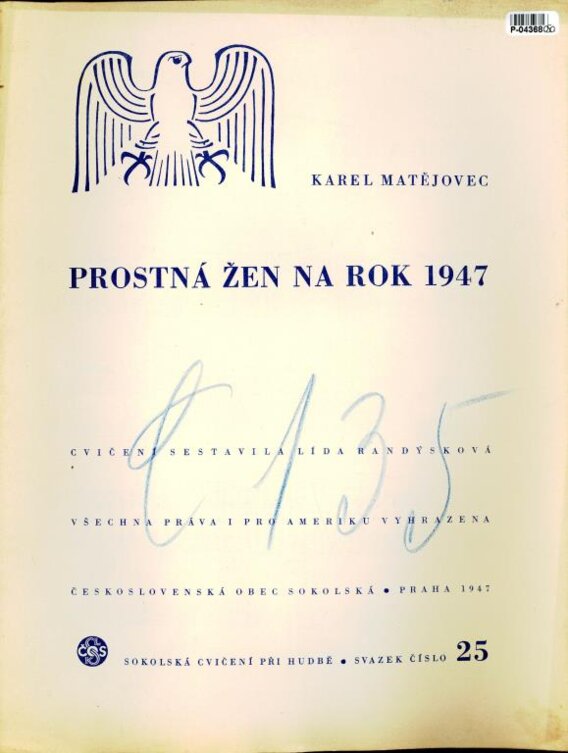 P-04368
KAREL MATĚJOVEC
PROSTNÁ ŽEN NA ROK 1947
135
CVIČENÍ SESTAVILA LÍDA RANDÝSKOVÁ
VŠECHNA PRÁVA I PRO AMERIKU VYHRAZENA
ČESKOSLOVENSKÁ OBEC SOKOLSKÁ • PRAHA 1947
ČOS
SOKOLSKÁ CVIČENÍ PŘI HUDBĚ • SVAZEK ČÍSLO 25